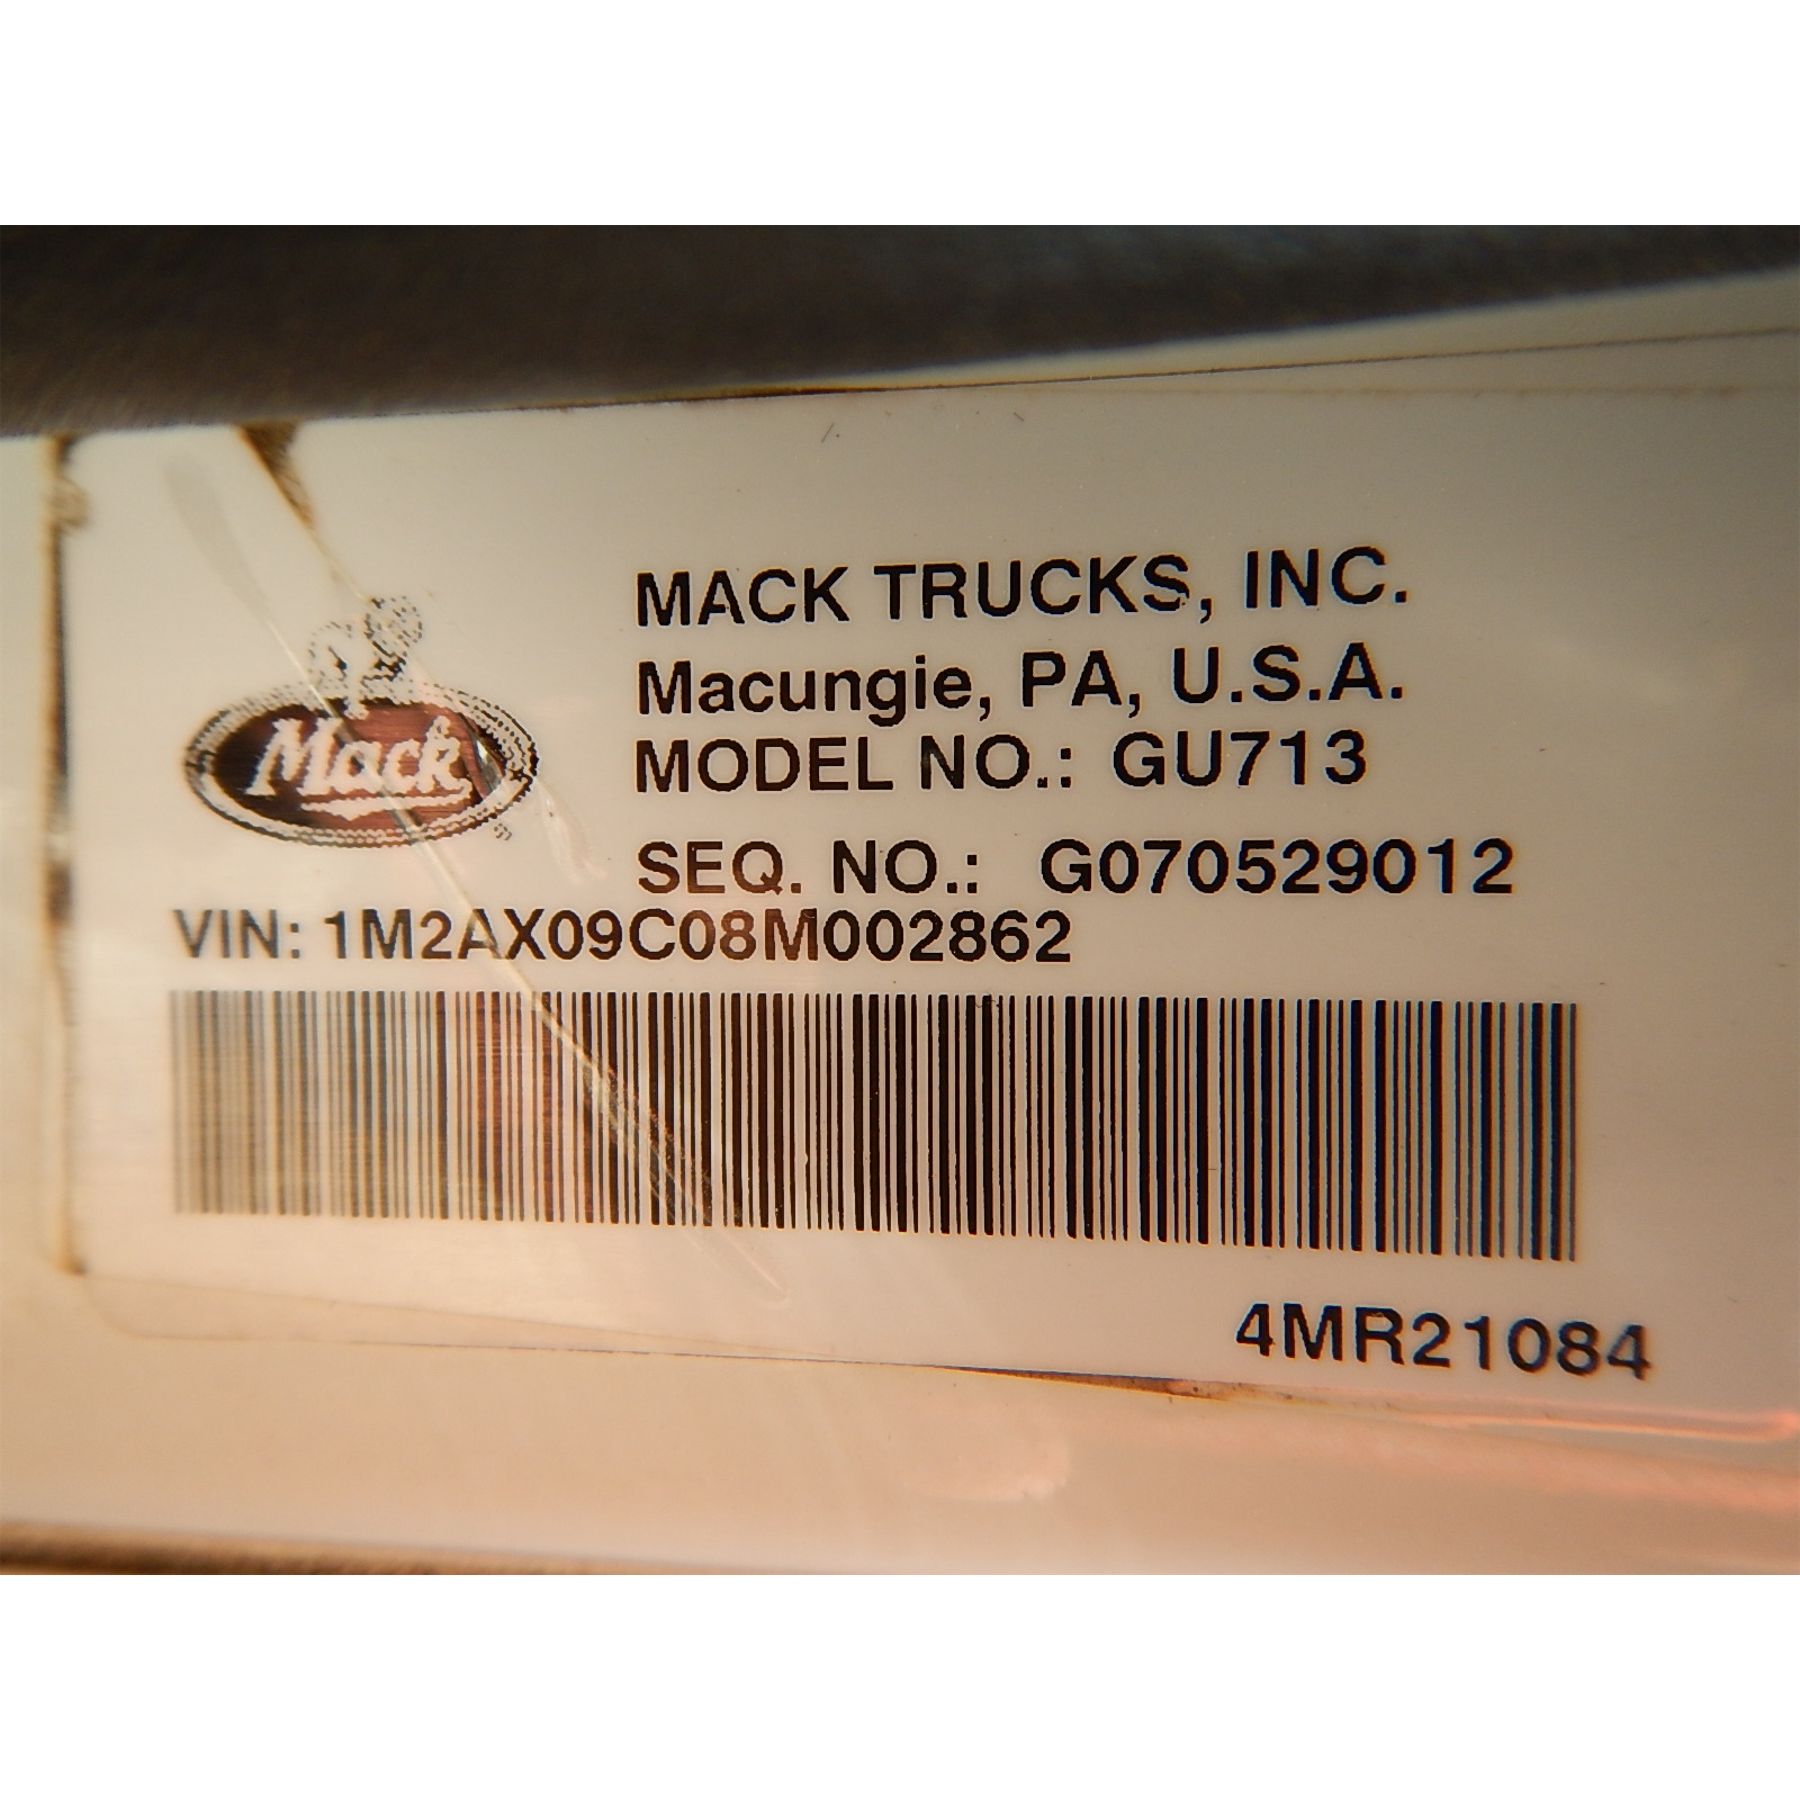 MACK TRUCKS, INC.
Macungie, PA, U.S.A.
Mack
MODEL NO.: GU713
SEQ. NO.: G070529012
VIN: 1M2AX09C08M002862
4MR21084